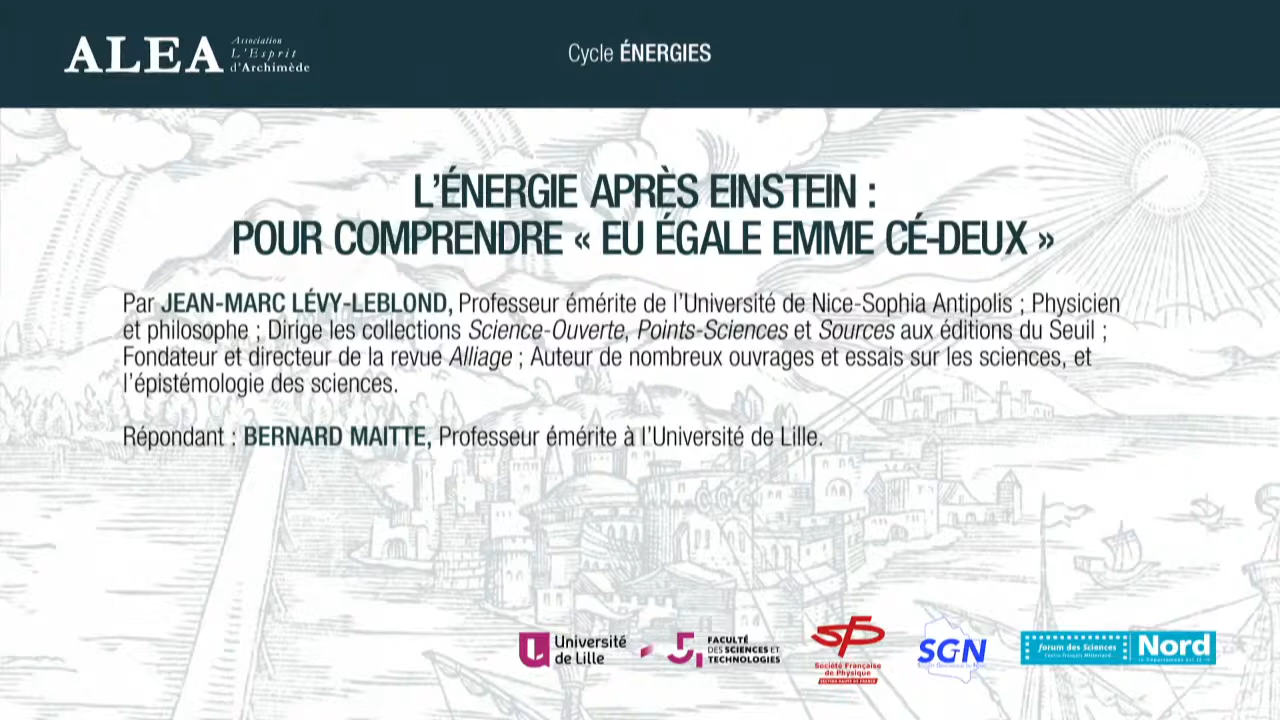 ALEA
Association
L'Esprit
d'Archimède
Cycle ÉNERGIES
L'ÉNERGIE APRÈS EINSTEIN :
POUR COMPRENDRE « EU ÉGALE EMME CÉ-DEUX »
Par JEAN-MARC LÉVY-LEBLOND, Professeur émérite de l'Université de Nice-Sophia Antipolis ; Physicien
et philosophe ; Dirige les collections Science-Ouverte, Points-Sciences et Sources aux éditions du Seuil ;
Fondateur et directeur de la revue Alliage ; Auteur de nombreux ouvrages et essais sur les sciences, et
l'épistémologie des sciences.
Répondant : BERNARD MAITTE, Professeur émérite à l'Université de Lille.
Université
de Lille
FACULTÉ
DES SCIENCES ET
TECHNOLOGIES
sfp
Société Française
de Physique
SGN
forum des Sciences
Nord